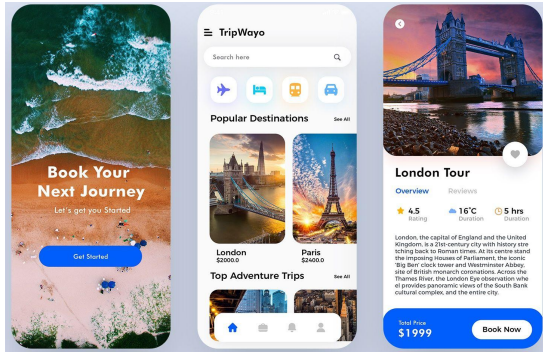 Book Your
Next Journey
Let's get you Started
Get Started
TripWayo
Search here
Popular Destinations
See All
London
$2000.0
Paris
$2400.0
Top Adventure Trips
See All
London Tour
Overview
Reviews
4.5
Rating
16°C
Duration
5 hrs
Duration
London, the capital of England and the United
Kingdom, is a 21st-century city with history stre
tching back to Roman times. At its centre stand
the imposing Houses of Parliament, the iconic
'Big Ben' clock tower and Westminster Abbey,
site of British monarch coronations. Across the
Thames River, the London Eye observation whe
el provides panoramic views of the South Bank
cultural complex, and the entire city.
Total Price
$1999
Book Now